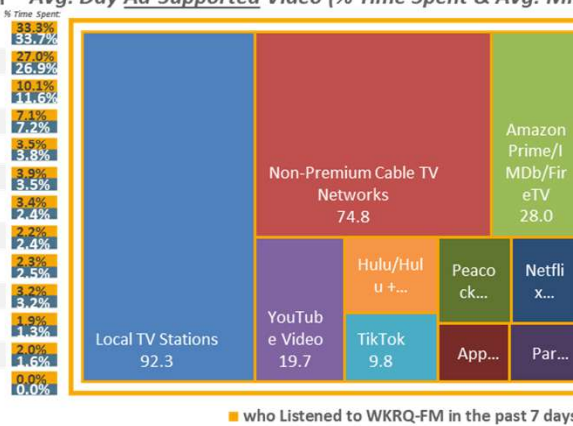 Avg. Day Ad-Supported Video (% Time Spent & Avg.
% Time Spent:
33.3%
33.7%
27.0%
26.9%
10.1%
11.6%
7.1%
7.2%
3.5%
3.8%
3.9%
3.5%
3.4%
2.4%
2.2%
2.4%
2.3%
2.5%
3.2%
3.2%
1.9%
1.3%
2.0%
1.6%
0.0%
0.0%
Local TV Stations
92.3
Non-Premium Cable TV
Networks
74.8
Amazon
Prime/I
MDb/Fir
eTV
28.0
YouTub
e Video
19.7
Hulu/Hul
u +...
TikTok
9.8
Peaco
ck...
Netfli
x...
App...
Par...
who Listened to WKRQ-FM in the past 7 days